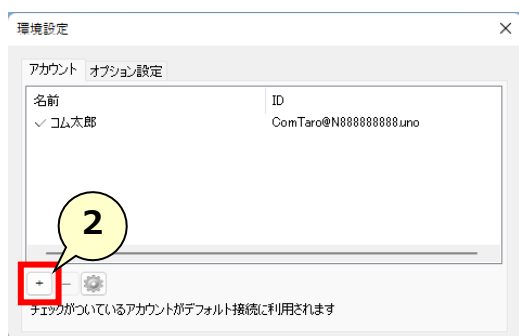 環境設定
アカウント オプション設定
名前 ID
コム太郎 ComTaro@N888888888.uno
2
+ -
チェックがついているアカウントがデフォルト接続に利用されます